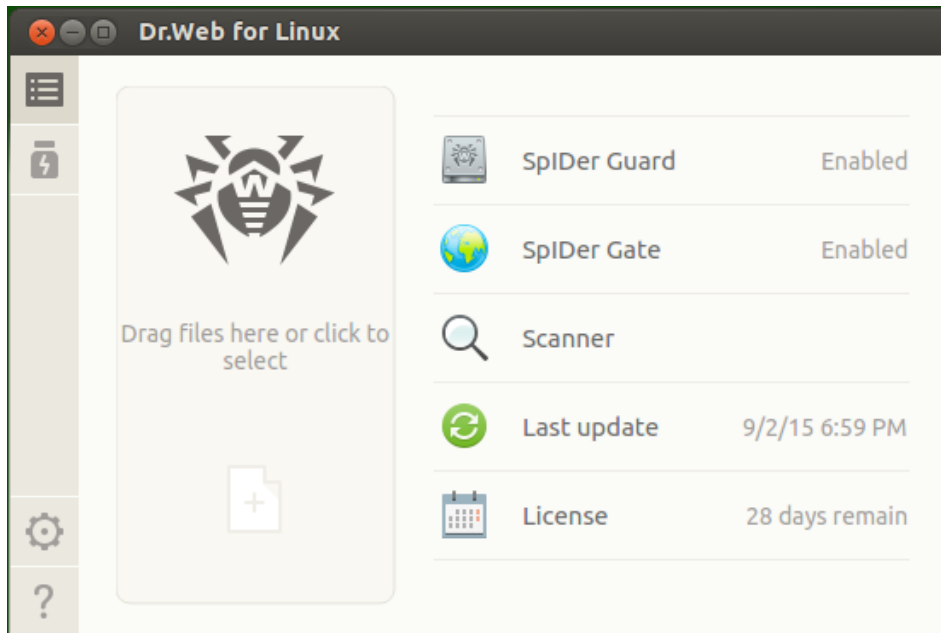 Dr.Web for Linux
Drag files here or click to
select
SpIDer Guard Enabled
SpIDer Gate Enabled
Scanner
Last update 9/2/15 6:59 PM
License 28 days remain
?